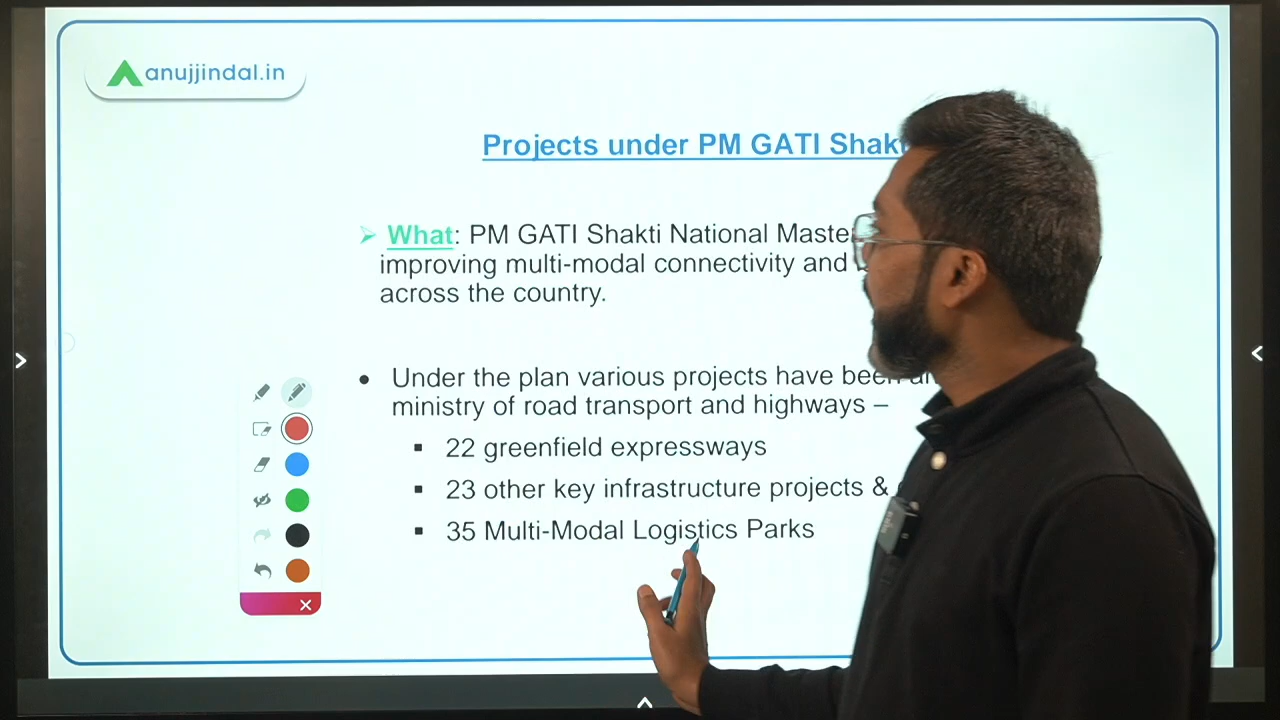 anujjindal.in
Projects under PM GATI Shakt
➢ What: PM GATI Shakti National Maste
improving multi-modal connectivity and
across the country.
• Under the plan various projects have been
ministry of road transport and highways –
▪ 22 greenfield expressways
▪ 23 other key infrastructure projects &
▪ 35 Multi-Modal Logistics Parks